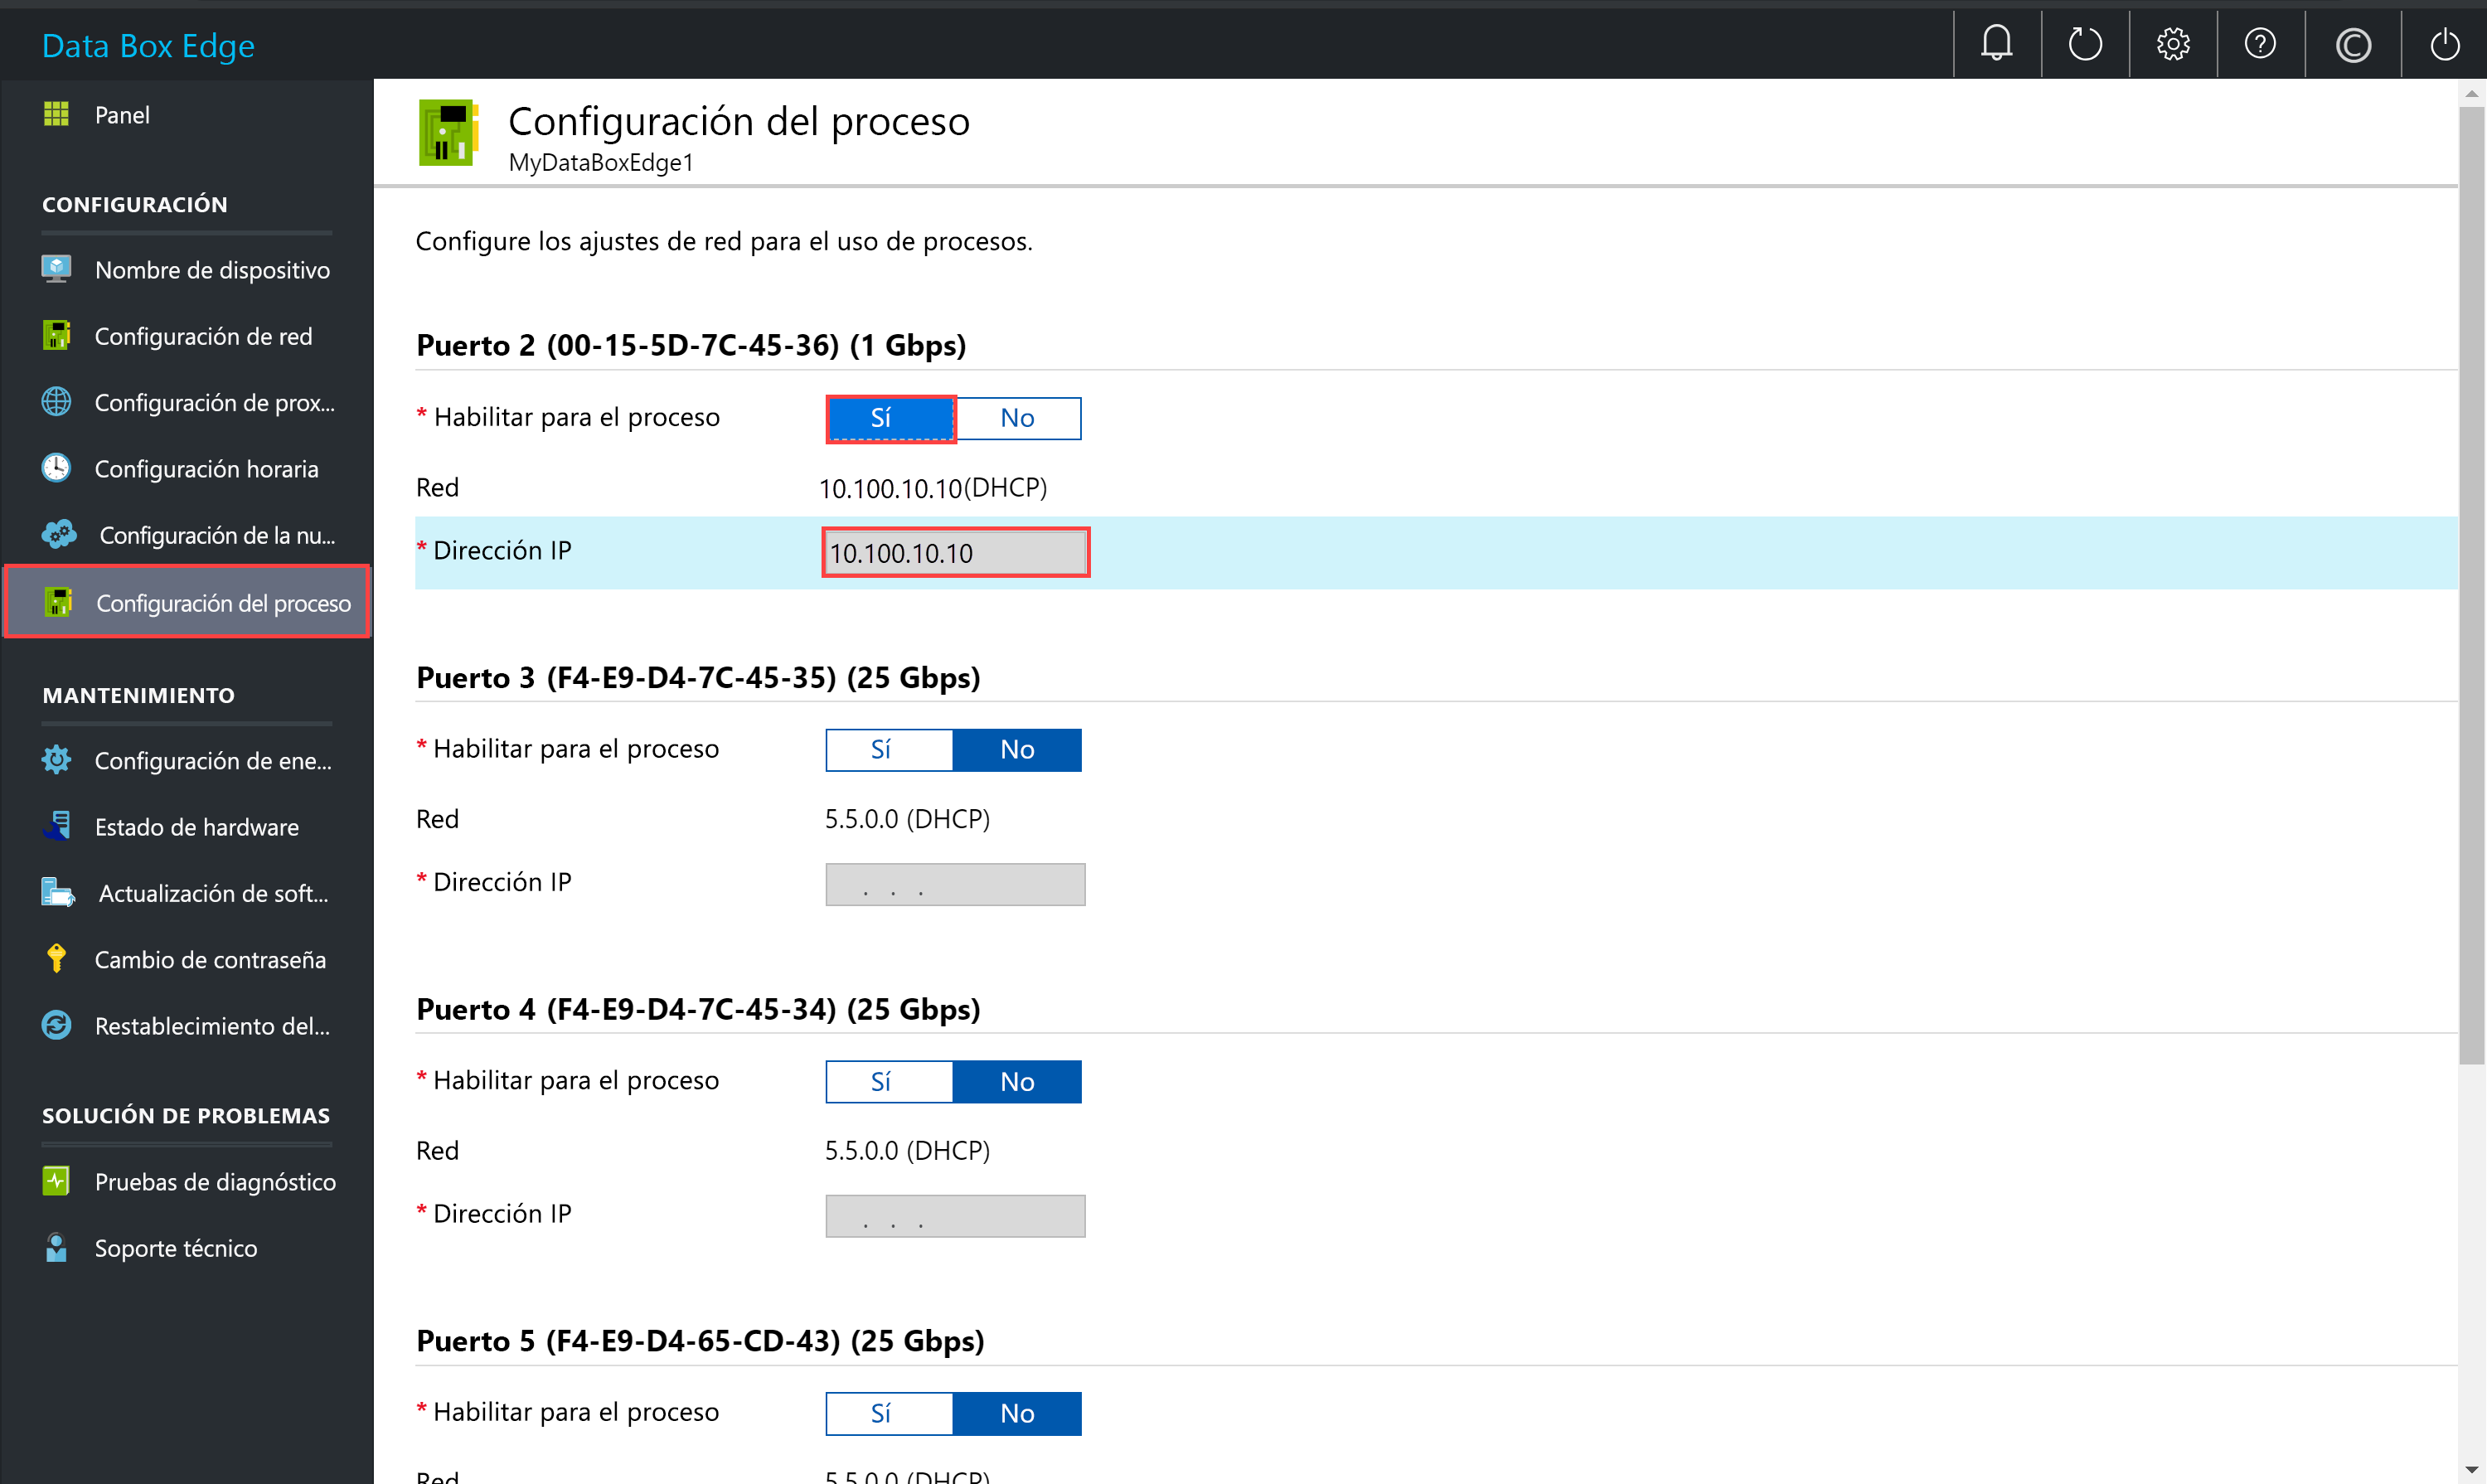 Data Box Edge
Panel
CONFIGURACIÓN
Nombre de dispositivo
Configuración de red
Configuración de prox...
Configuración horaria
Configuración de la nu...
Configuración del proceso
MANTENIMIENTO
Configuración de ene...
Estado de hardware
Actualización de soft...
Cambio de contraseña
Restablecimiento del...
SOLUCIÓN DE PROBLEMAS
Pruebas de diagnóstico
Soporte técnico
Configuración del proceso
MyDataBoxEdge1
Configure los ajustes de red para el uso de procesos.
Puerto 2 (00-15-5D-7C-45-36) (1 Gbps)
* Habilitar para el proceso Sí No
Red 10.100.10.10(DHCP)
* Dirección IP 10.100.10.10
Puerto 3 (F4-E9-D4-7C-45-35) (25 Gbps)
* Habilitar para el proceso Sí No
Red 5.5.0.0 (DHCP)
* Dirección IP . . .
Puerto 4 (F4-E9-D4-7C-45-34) (25 Gbps)
* Habilitar para el proceso Sí No
Red 5.5.0.0 (DHCP)
* Dirección IP . . .
Puerto 5 (F4-E9-D4-65-CD-43) (25 Gbps)
* Habilitar para el proceso Sí No
Red 5.5.0.0 (DHCP)